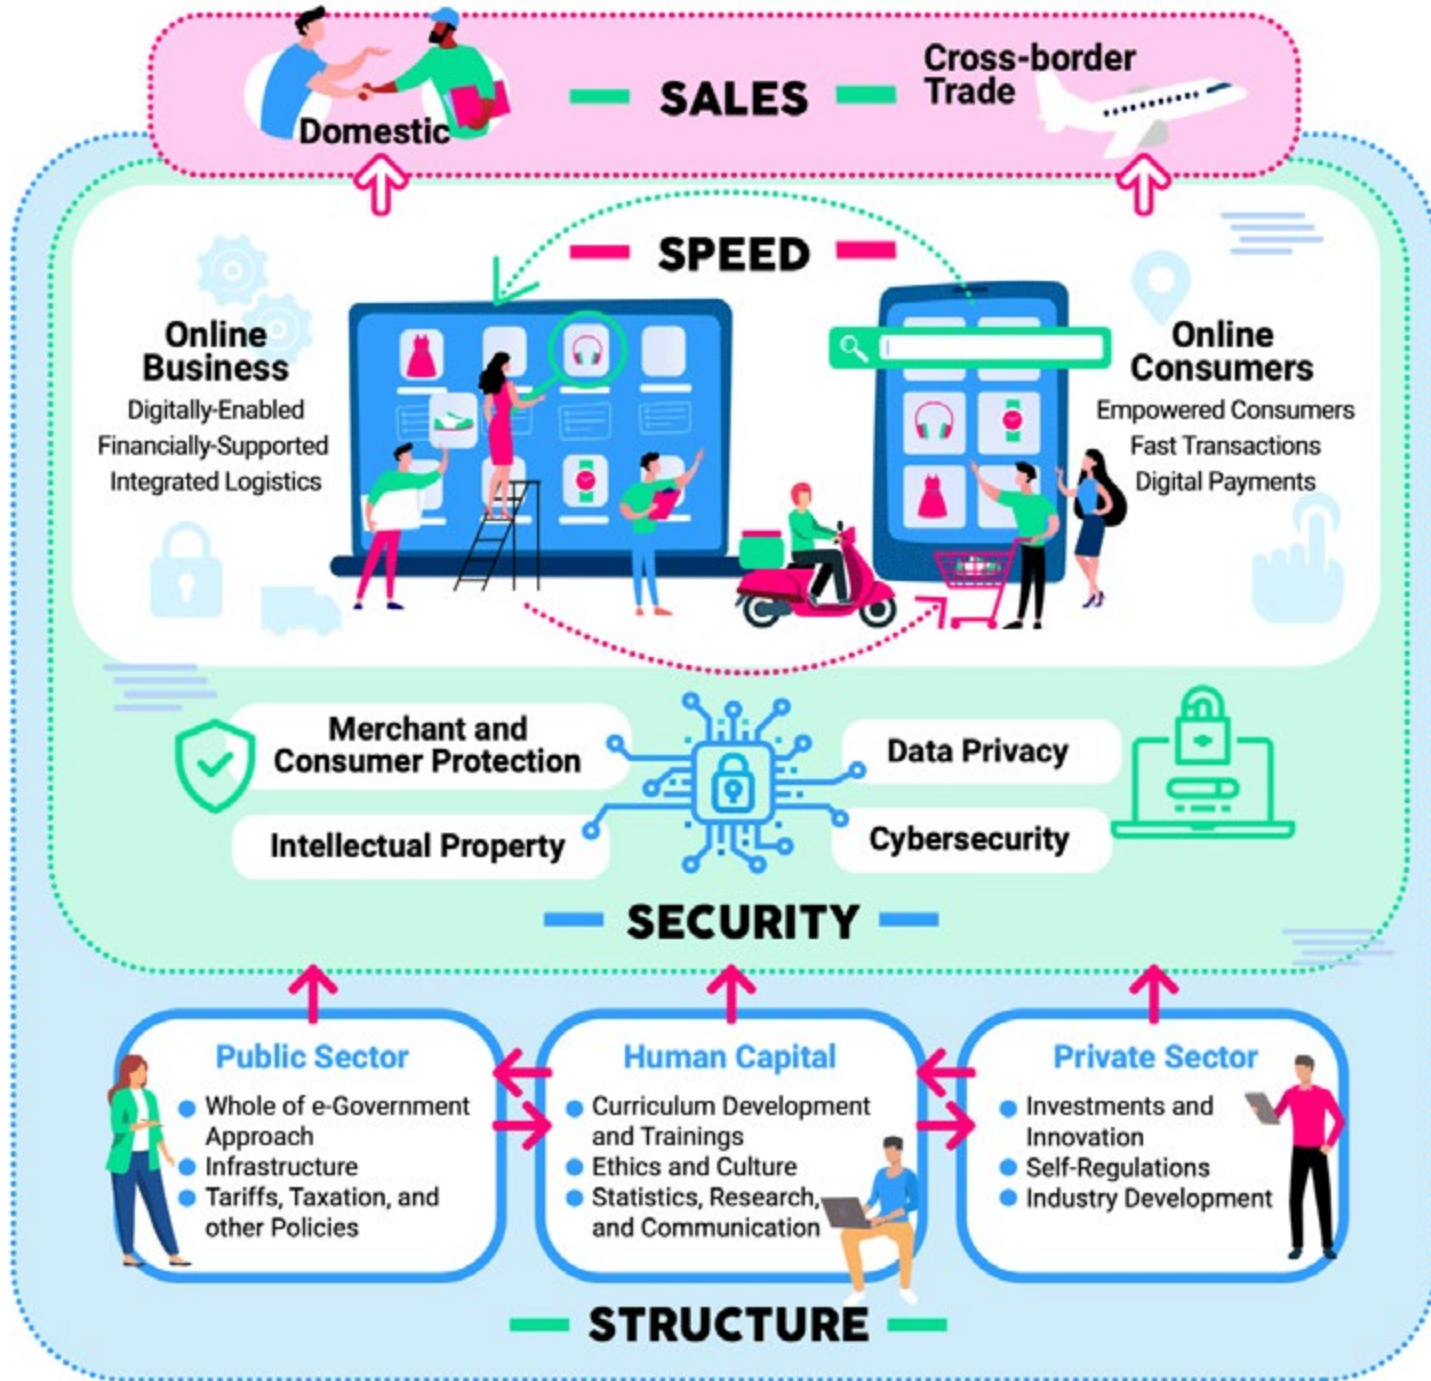 Domestic
SALES
Cross-border
Trade
SPEED
Online
Business
Digitally-Enabled
Financially-Supported
Integrated Logistics
Online
Consumers
Empowered Consumers
Fast Transactions
Digital Payments
Merchant and
Consumer Protection
Data Privacy
Intellectual Property
Cybersecurity
SECURITY
Public Sector
Whole of e-Government
Approach
Infrastructure
Tariffs, Taxation, and
other Policies
Human Capital
Curriculum Development
and Trainings
Ethics and Culture
Statistics, Research,
and Communication
Private Sector
Investments and
Innovation
Self-Regulations
Industry Development
STRUCTURE